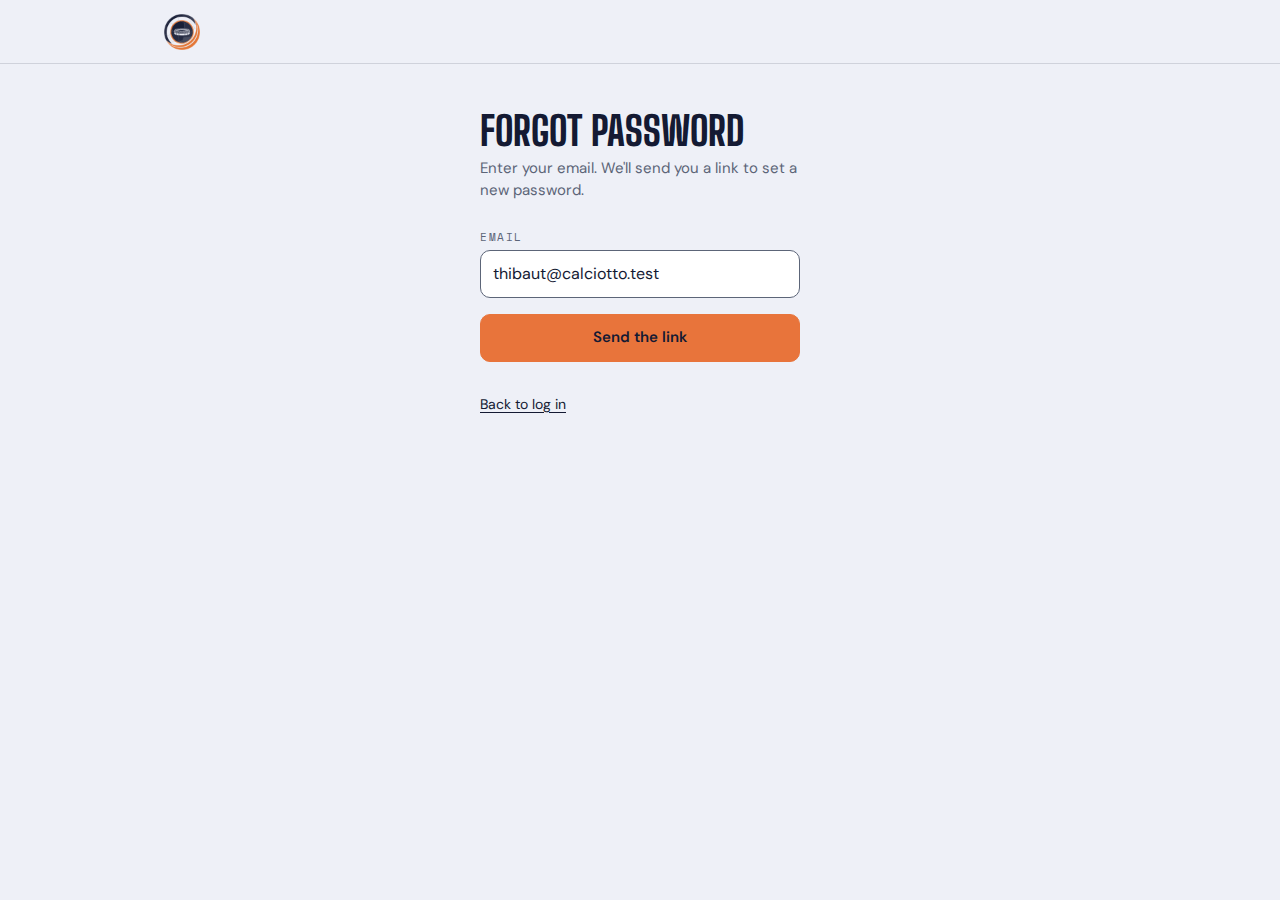 FORGOT PASSWORD
Enter your email. We'll send you a link to set a
new password.
EMAIL
thibaut@calciotto.test
Send the link
Back to log in